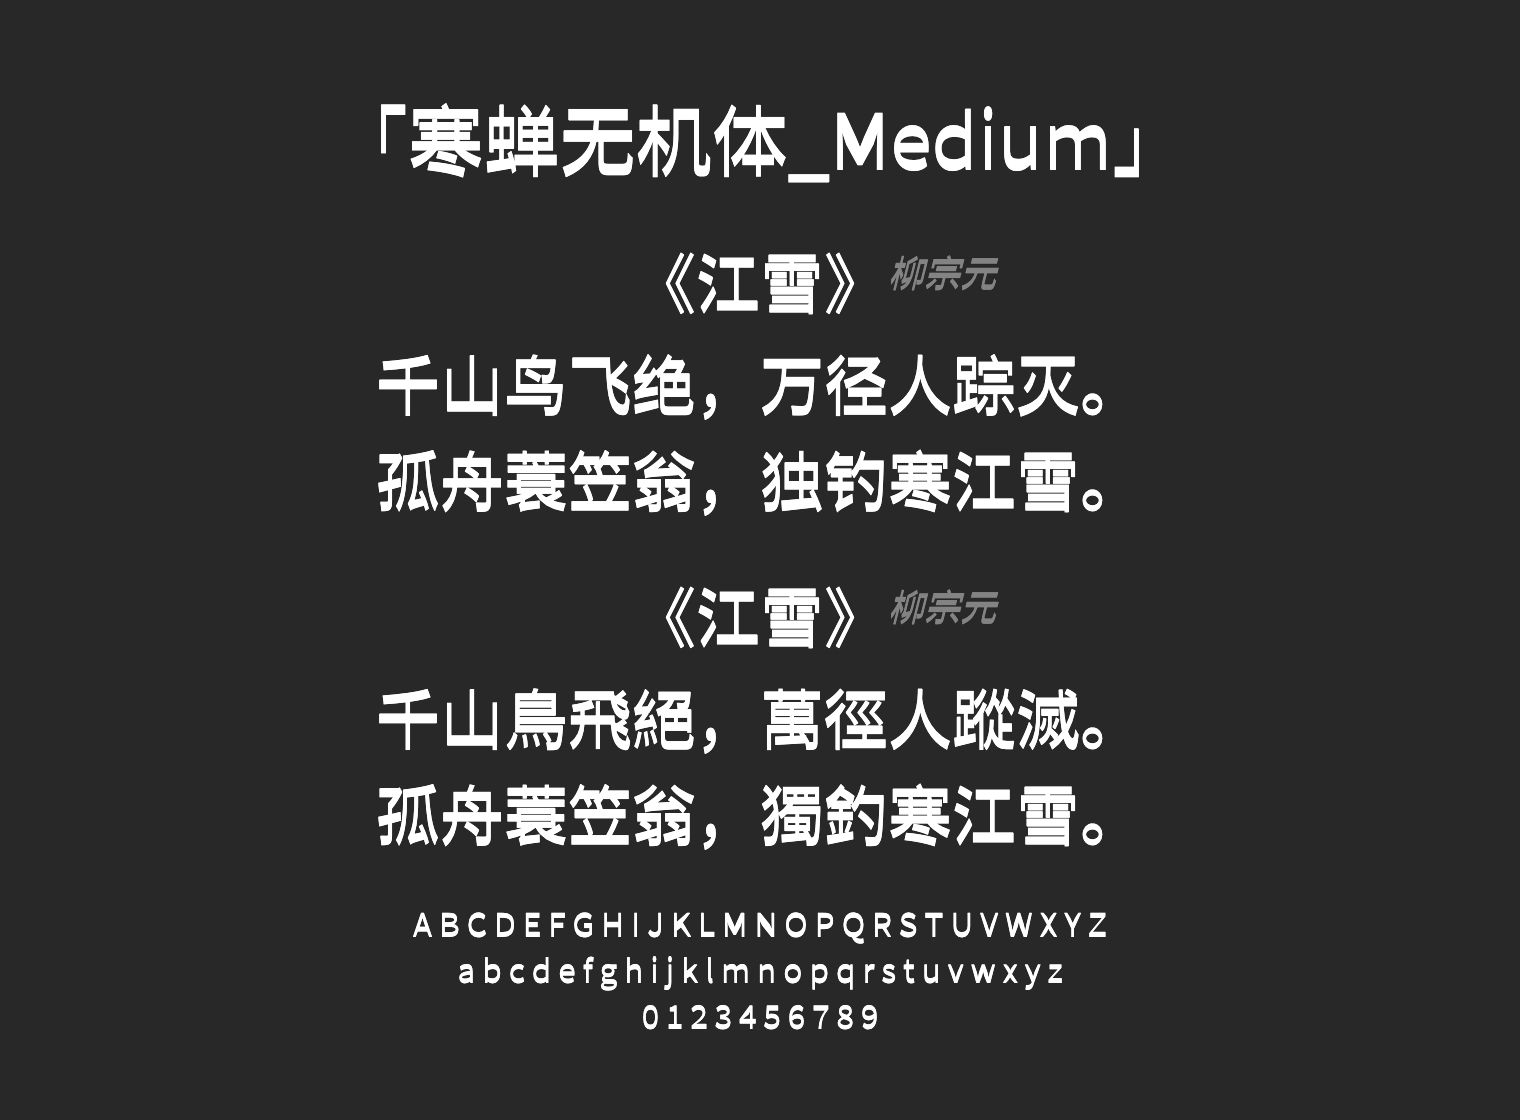 「寒蝉无机体_Medium」
《江雪》 柳宗元
千山鸟飞绝，万径人踪灭。
孤舟蓑笠翁，独钓寒江雪。
《江雪》 柳宗元
千山鳥飛絕，萬徑人蹤滅。
孤舟蓑笠翁，獨釣寒江雪。
ABCDEFGHIJKLMNOPQRSTUVWXYZ
abcdefghijklmnopqrstuvwxyz
0123456789